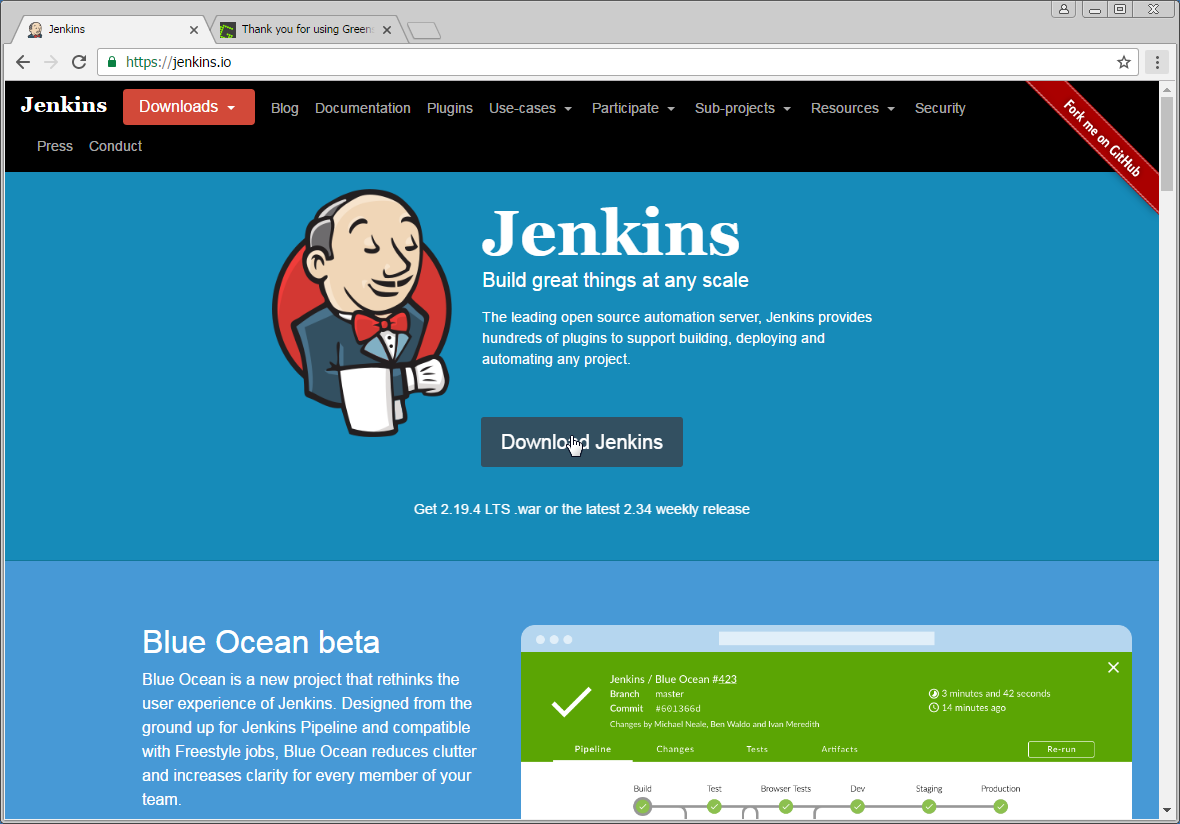 Jenkins
Thank you for using Greens
https://jenkins.io
Jenkins
Downloads
Blog
Documentation
Plugins
Use-cases
Participate
Sub-projects
Resources
Security
Press
Conduct
Fork me on GitHub
Jenkins
Build great things at any scale
The leading open source automation server, Jenkins provides
hundreds of plugins to support building, deploying and
automating any project.
Download Jenkins
Get 2.19.4 LTS .war or the latest 2.34 weekly release
Blue Ocean beta
Blue Ocean is a new project that rethinks the
user experience of Jenkins. Designed from the
ground up for Jenkins Pipeline and compatible
with Freestyle jobs, Blue Ocean reduces clutter
and increases clarity for every member of your
team.
Jenkins / Blue Ocean #423
Branch master
Commit #601366d
Changes by Michael Neale, Ben Waldo and Ivan Meredith
3 minutes and 42 seconds
14 minutes ago
Pipeline
Changes
Tests
Artifacts
Re-run
Build
Test
Browser Tests
Dev
Staging
Production